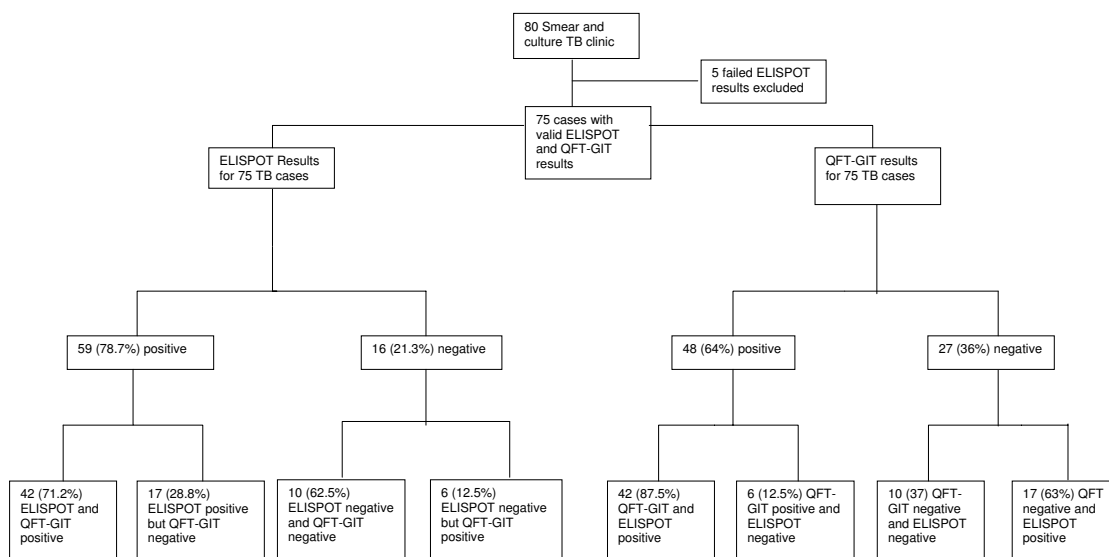 80 Smear and
culture TB clinic
5 failed ELISPOT
results excluded
75 cases with
valid ELISPOT
and QFT-GIT
results
ELISPOT Results
for 75 TB cases
QFT-GIT results
for 75 TB cases
59 (78.7%) positive
16 (21.3%) negative
48 (64%) positive
27 (36%) negative
42 (71.2%)
ELISPOT and
QFT-GIT
positive
17 (28.8%)
ELISPOT positive
but QFT-GIT
negative
10 (62.5%)
ELISPOT negative
and QFT-GIT
negative
6 (12.5%)
ELISPOT negative
but QFT-GIT
positive
42 (87.5%)
QFT-GIT and
ELISPOT
positive
6 (12.5%) QFT-
GIT positive and
ELISPOT
negative
10 (37) QFT-
GIT negative
and ELISPOT
negative
17 (63%) QFT
negative and
ELISPOT
positive